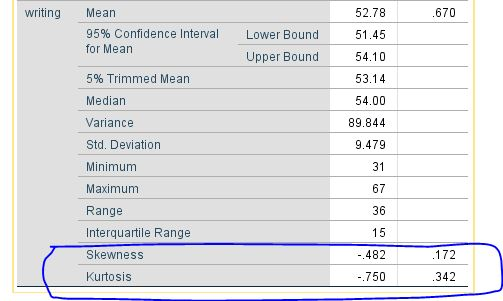 writing Mean 52.78 .670
95% Confidence Interval for Mean Lower Bound 51.45
Upper Bound 54.10
5% Trimmed Mean 53.14
Median 54.00
Variance 89.844
Std. Deviation 9.479
Minimum 31
Maximum 67
Range 36
Interquartile Range 15
Skewness -.482 .172
Kurtosis -.750 .342